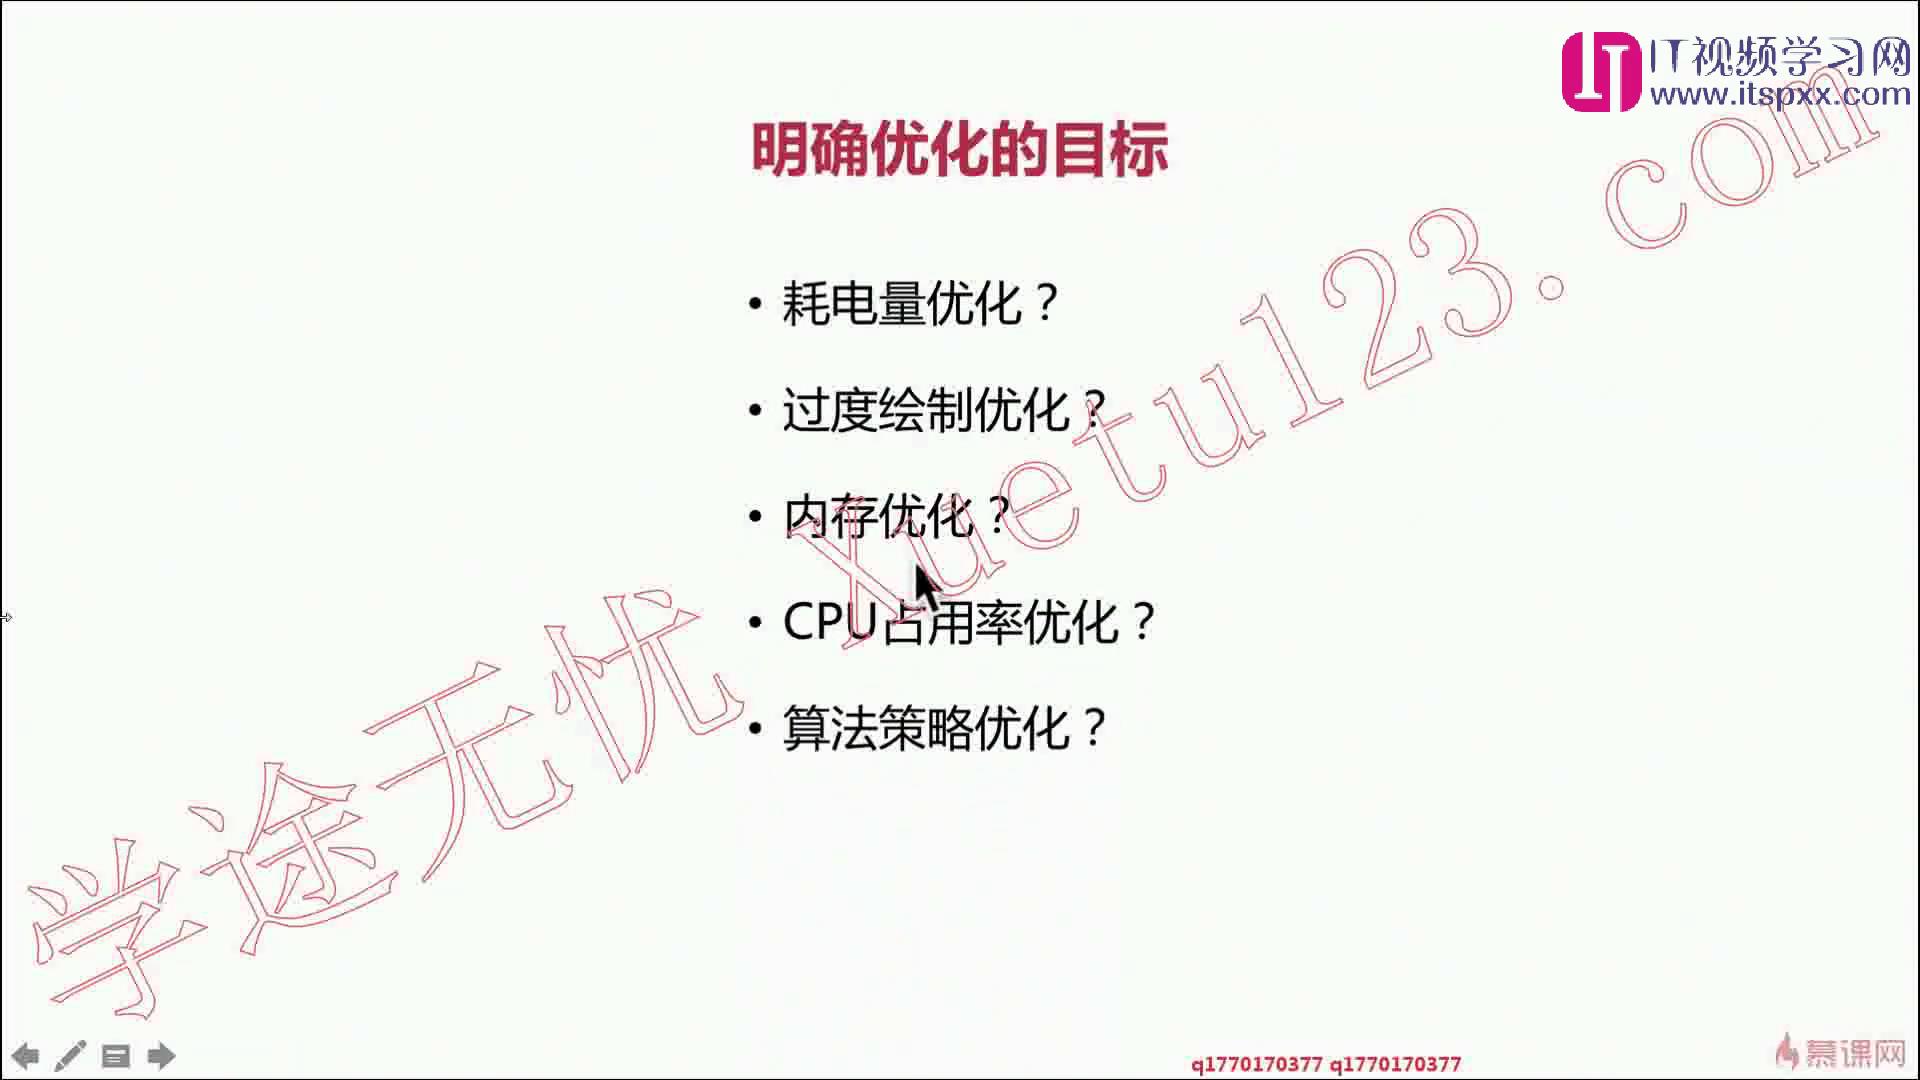 IT视频学习网
www.itspxx.com
明确优化的目标
• 耗电量优化？
• 过度绘制优化？
• 内存优化？
• CPU占用率优化？
• 算法策略优化？
学途无忧 Xuetu123.com
q1770170377 q1770170377
慕课网